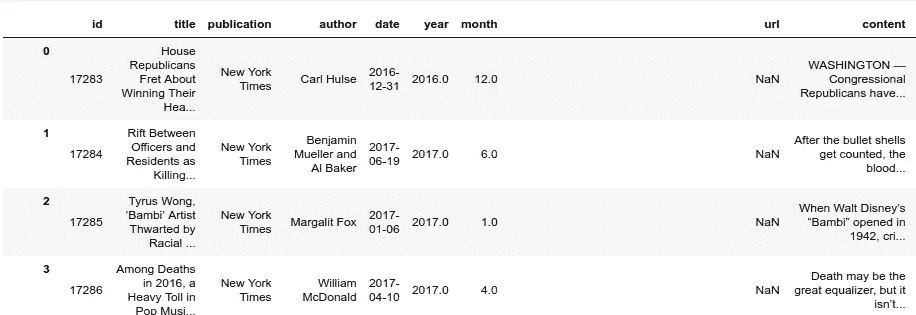 id title publication author date year month url content
0
House
Republicans
Fret About
Winning Their
Hea...
17283
New York
Times
Carl Hulse
2016-
12-31
2016.0
12.0
NaN
WASHINGTON —
Congressional
Republicans have...
1
Rift Between
Officers and
Residents as
Killing...
17284
New York
Times
Benjamin
Mueller and
Al Baker
2017-
06-19
2017.0
6.0
NaN
After the bullet shells
get counted, the
blood...
2
Tyrus Wong,
'Bambi' Artist
Thwarted by
Racial ...
17285
New York
Times
Margalit Fox
2017-
01-06
2017.0
1.0
NaN
When Walt Disney's
“Bambi” opened in
1942, cri...
3
Among Deaths
in 2016, a
Heavy Toll in
Pop Musi...
17286
New York
Times
William
McDonald
2017-
04-10
2017.0
4.0
NaN
Death may be the
great equalizer, but it
isn't...